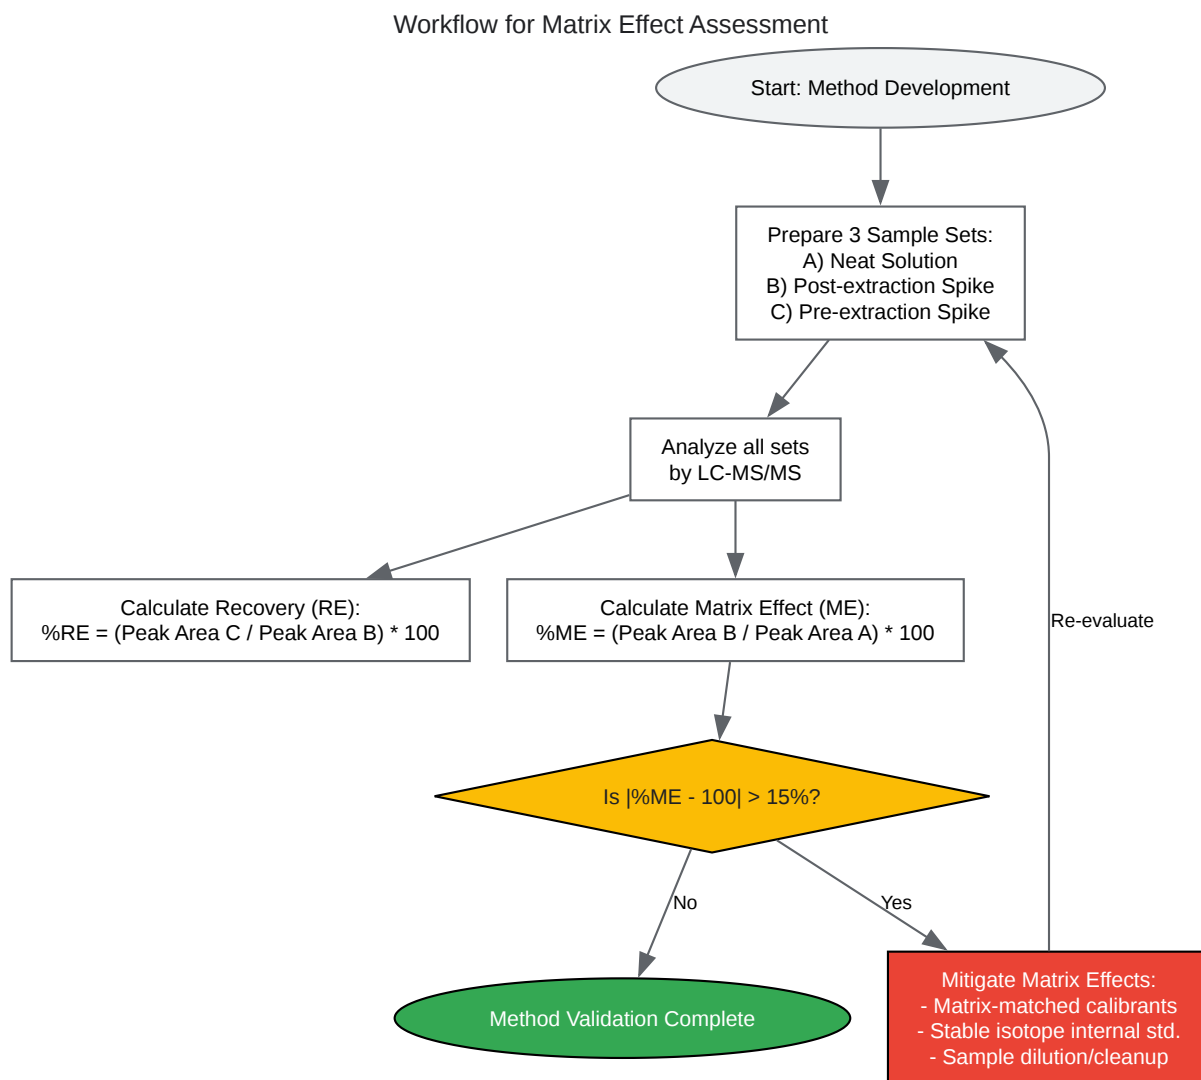 Workflow for Matrix Effect Assessment
Start: Method Development
Prepare 3 Sample Sets:
A) Neat Solution
B) Post-extraction Spike
C) Pre-extraction Spike
Analyze all sets
by LC-MS/MS
Calculate Recovery (RE):
%RE = (Peak Area C / Peak Area B) * 100
Calculate Matrix Effect (ME):
%ME = (Peak Area B / Peak Area A) * 100
Re-evaluate
Is |%ME - 100| > 15%?
No
Yes
Method Validation Complete
Mitigate Matrix Effects:
- Matrix-matched calibrants
- Stable isotope internal std.
- Sample dilution/cleanup